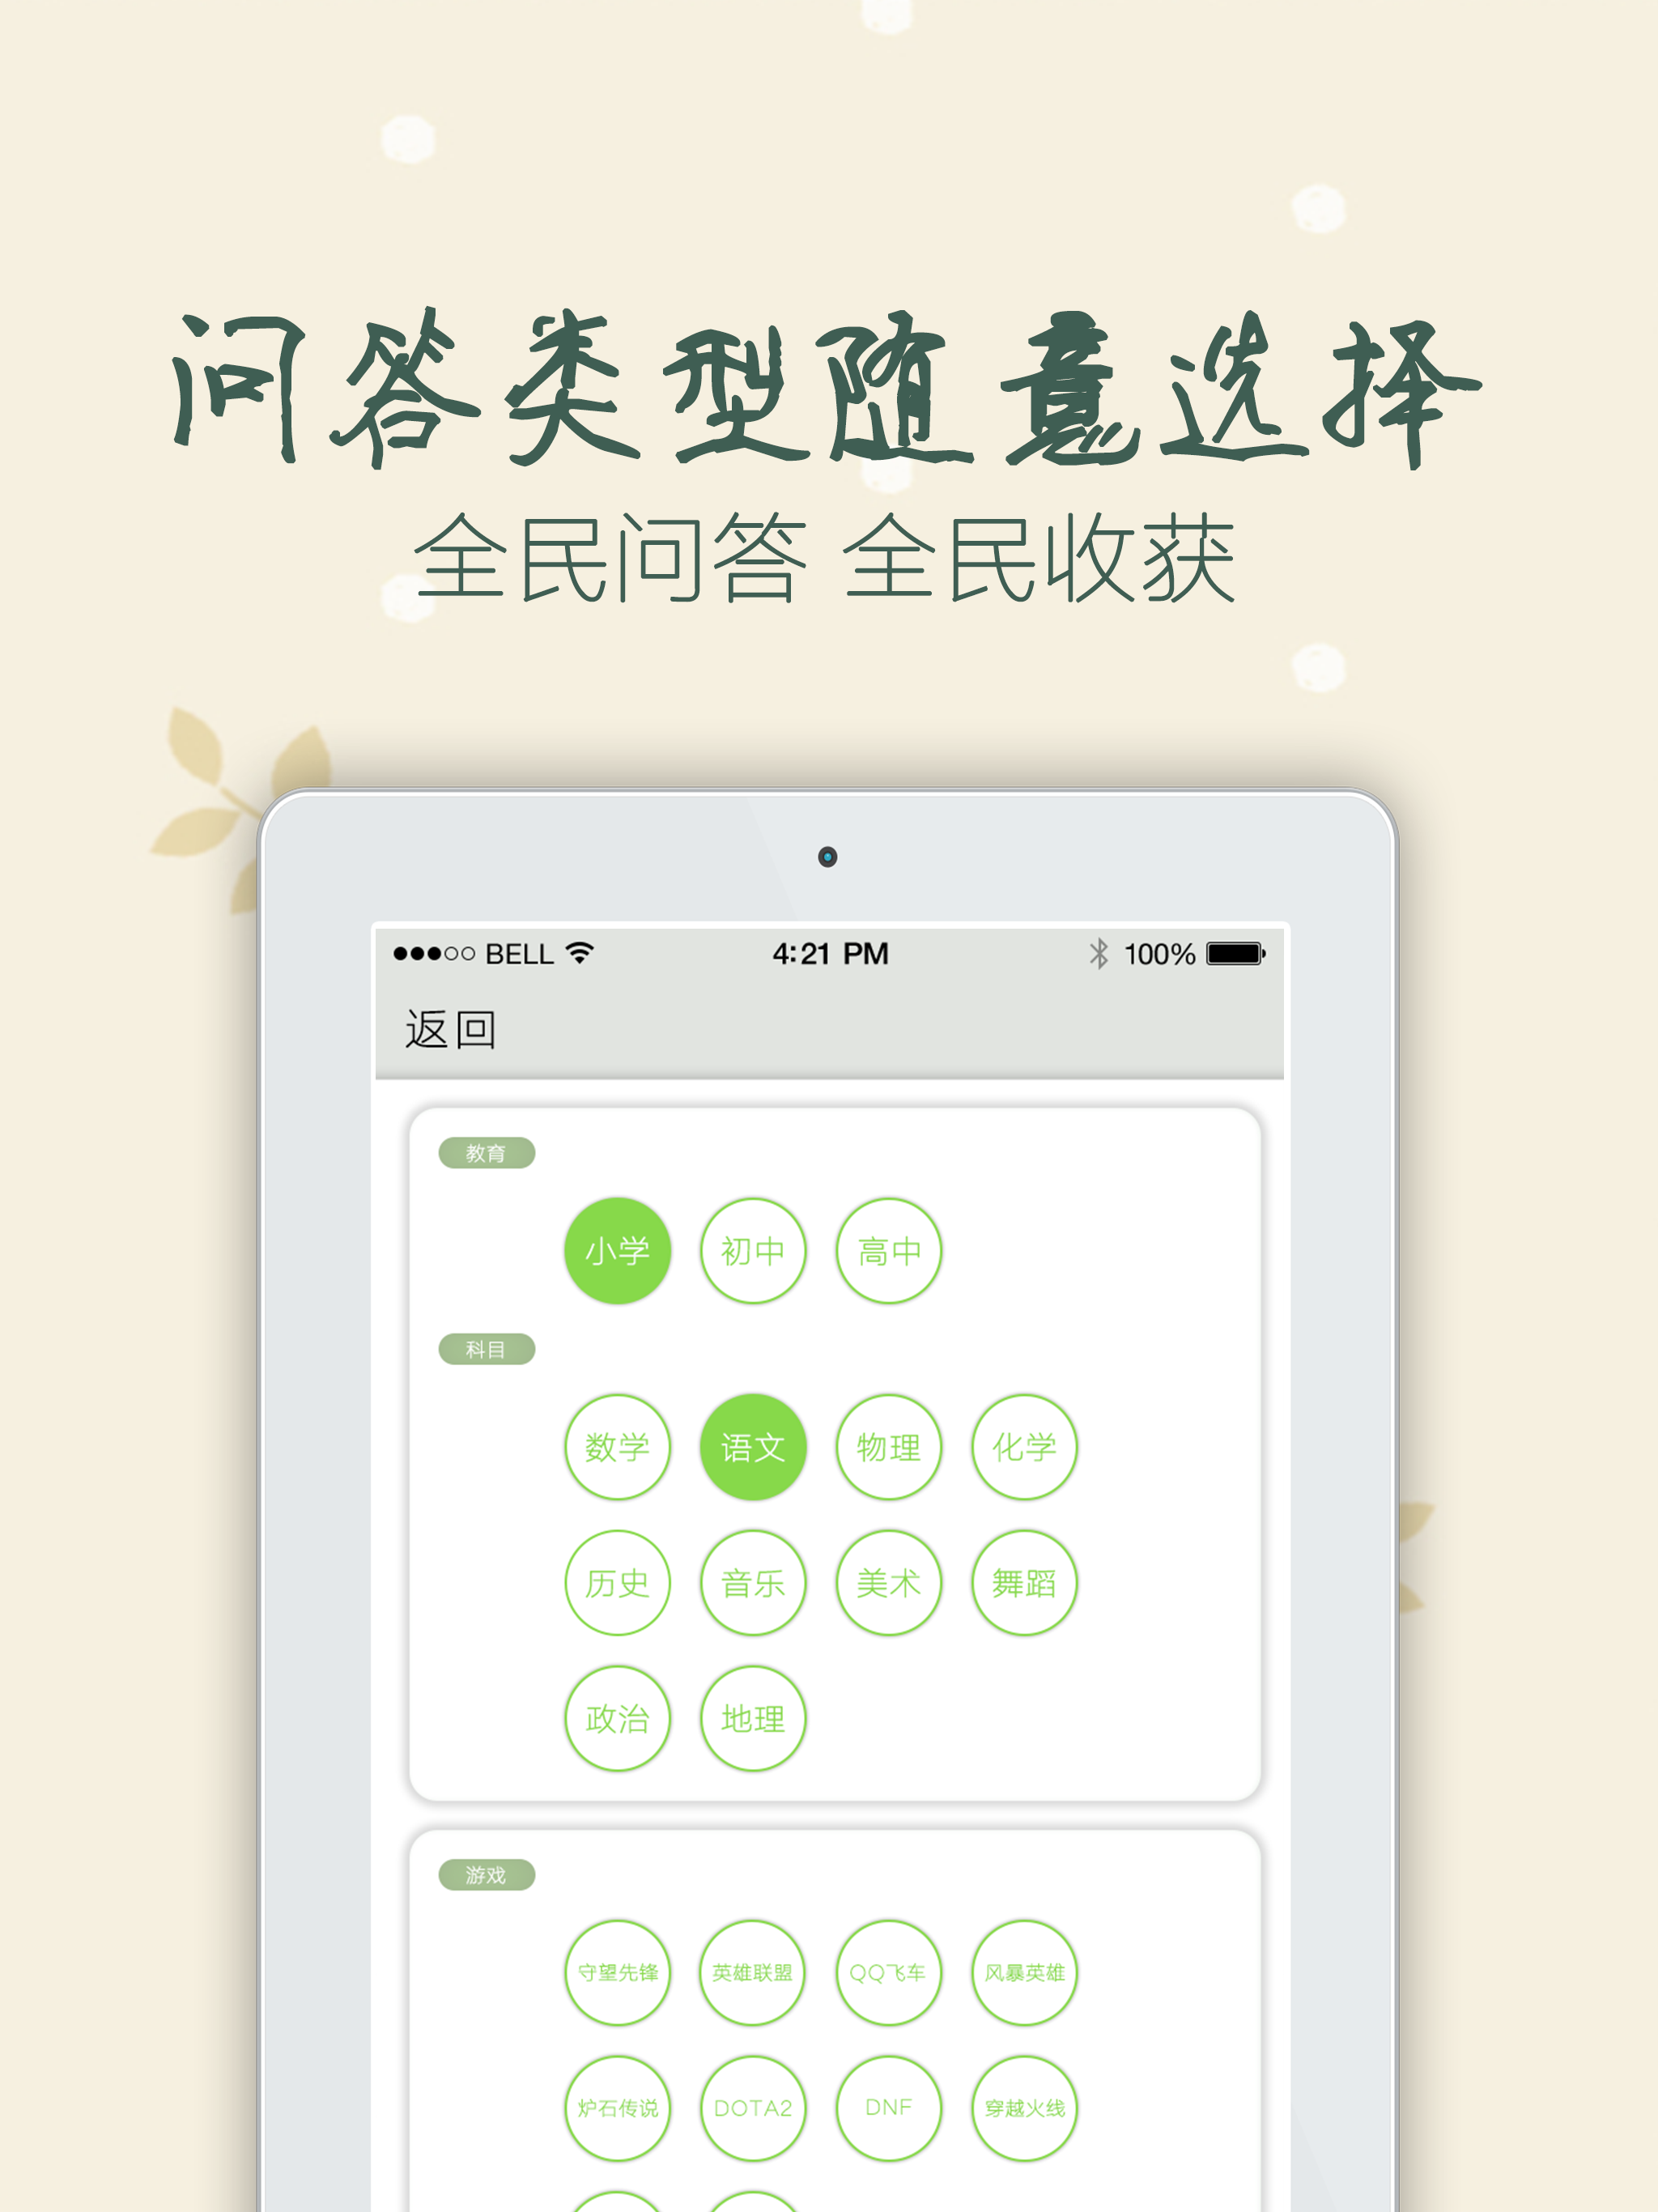 问答类型随意选择
全民问答 全民收获
BELL 4:21 PM 100%
返回
教育
小学 初中 高中
科目
数学 语文 物理 化学
历史 音乐 美术 舞蹈
政治 地理
游戏
守望先锋 英雄联盟 QQ飞车 风暴英雄
炉石传说 DOTA2 DNF 穿越火线